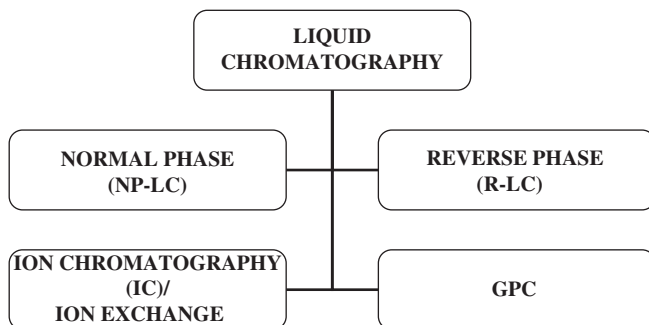 LIQUID
CHROMATOGRAPHY
NORMAL PHASE
(NP-LC)
REVERSE PHASE
(R-LC)
ION CHROMATOGRAPHY
(IC)/
ION EXCHANGE
GPC